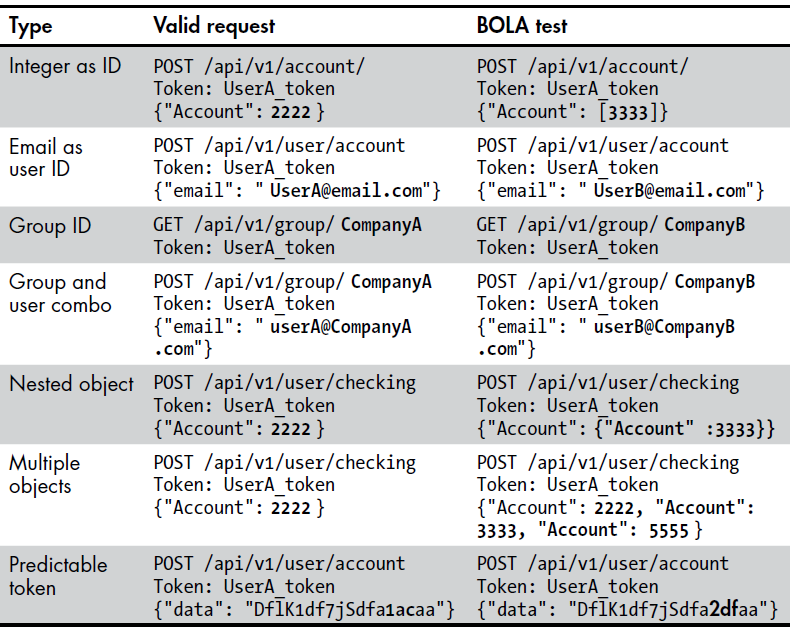 Type Valid request BOLA test
Integer as ID POST /api/v1/account/ POST /api/v1/account/
Token: UserA_token Token: UserA_token
{"Account": 2222 } {"Account": [3333]}
Email as POST /api/v1/user/account POST /api/v1/user/account
user ID Token: UserA_token Token: UserA_token
{"email": " UserA@email.com"} {"email": " UserB@email.com"}
Group ID GET /api/v1/group/ CompanyA GET /api/v1/group/ CompanyB
Token: UserA_token Token: UserA_token
Group and POST /api/v1/group/ CompanyA POST /api/v1/group/ CompanyB
user combo Token: UserA_token Token: UserA_token
{"email": " userA@CompanyA {"email": " userB@CompanyB
.com"} .com"}
Nested object POST /api/v1/user/checking POST /api/v1/user/checking
Token: UserA_token Token: UserA_token
{"Account": 2222 } {"Account": {"Account" :3333}}
Multiple POST /api/v1/user/checking POST /api/v1/user/checking
objects Token: UserA_token Token: UserA_token
{"Account": 2222 } {"Account": 2222, "Account":
3333, "Account": 5555 }
Predictable POST /api/v1/user/account POST /api/v1/user/account
token Token: UserA_token Token: UserA_token
{"data": "DflK1df7jSdfa1acaa"} {"data": "DflK1df7jSdfa2dfaa"}